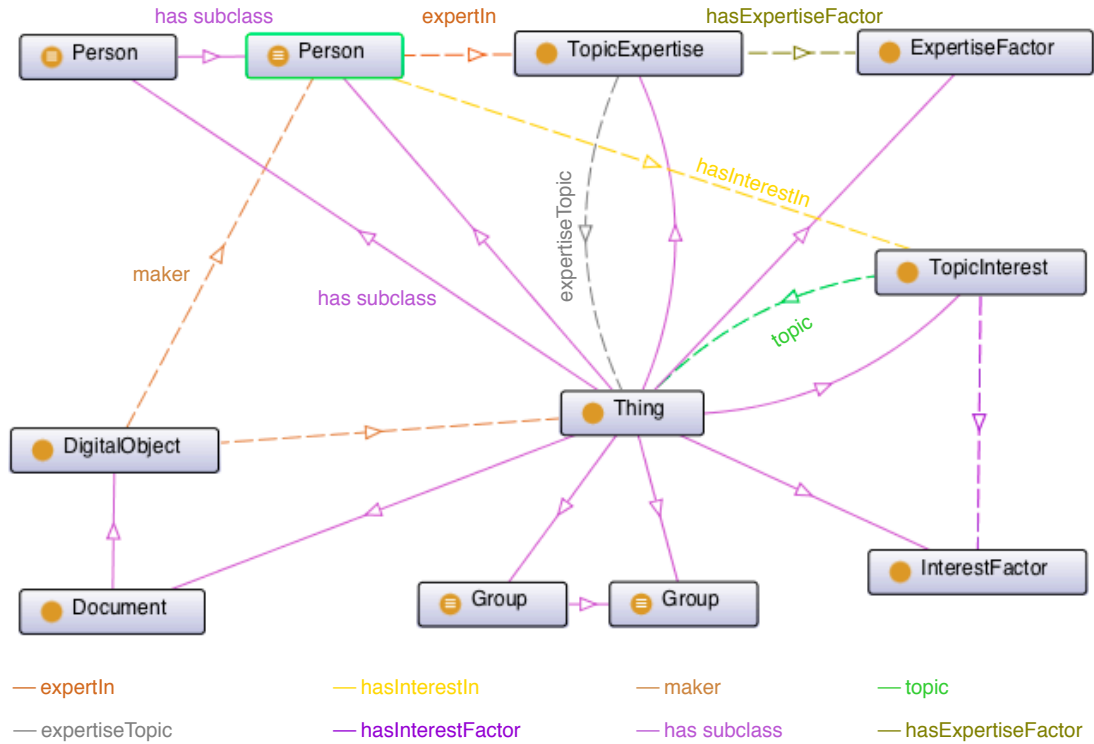 has subclass
expertIn
hasExpertiseFactor
Person
Person
TopicExpertise
ExpertiseFactor
hasInterestIn
expertiseTopic
TopicInterest
maker
has subclass
topic
Thing
DigitalObject
InterestFactor
Document
Group
Group
expertIn
hasInterestIn
maker
topic
expertiseTopic
hasInterestFactor
has subclass
hasExpertiseFactor